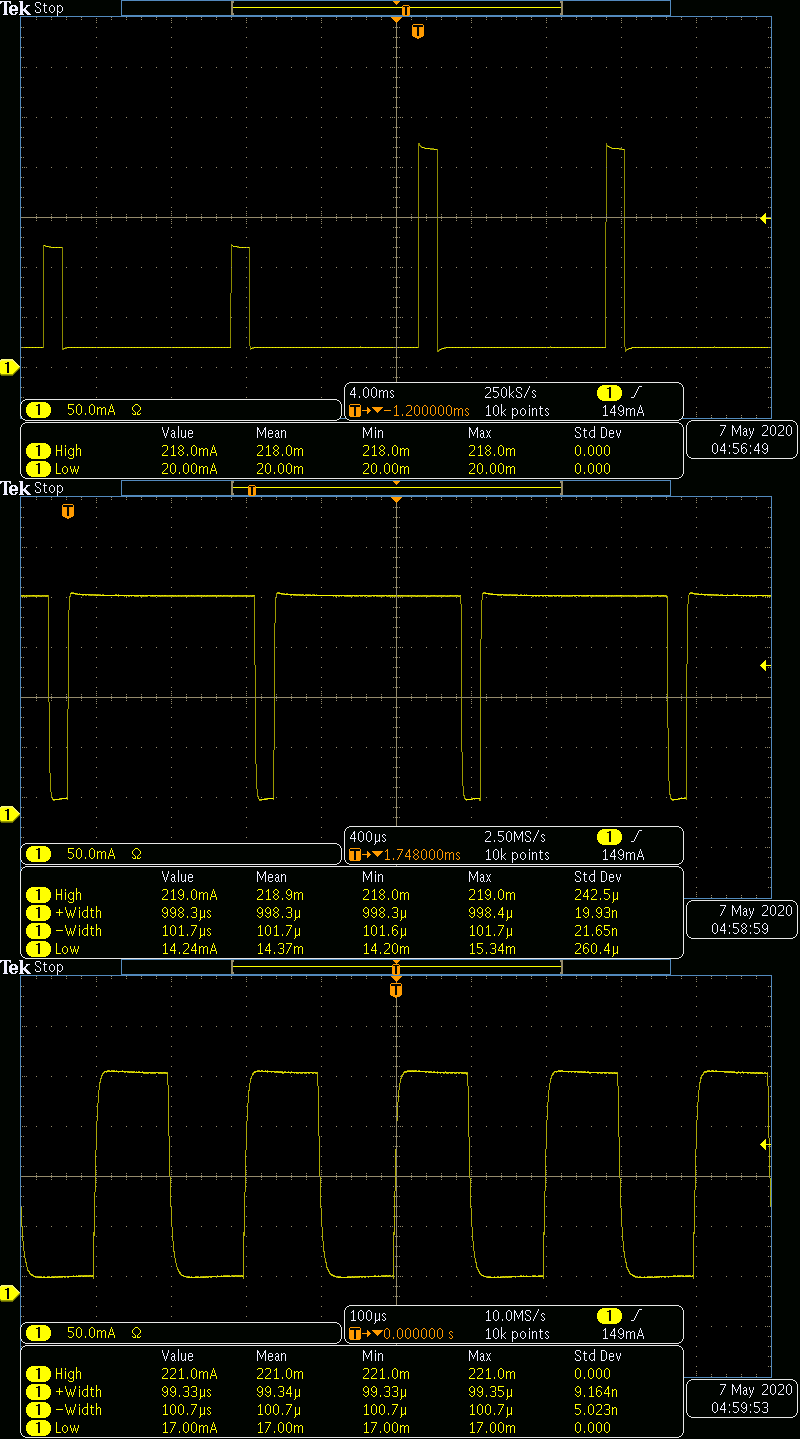 Tek Stop
T
T
1
1 50.0mA Ω
4.00ms 250kS/s 1
T→▼−1.200000ms 10k points 149mA
Value Mean Min Max Std Dev
1 High 218.0mA 218.0m 218.0m 218.0m 0.000
1 Low 20.00mA 20.00m 20.00m 20.00m 0.000
7 May 2020
04:56:49
Tek Stop
T
T
1
1 50.0mA Ω
400µs 2.50MS/s 1
T→▼1.748000ms 10k points 149mA
Value Mean Min Max Std Dev
1 High 219.0mA 218.9m 218.0m 219.0m 242.5µ
1 +Width 998.3µs 998.3µ 998.3µ 998.4µ 19.93n
1 −Width 101.7µs 101.7µ 101.6µ 101.7µ 21.65n
1 Low 14.24mA 14.37m 14.20m 15.34m 260.4µ
7 May 2020
04:58:59
Tek Stop
T
T
1
1 50.0mA Ω
100µs 10.0MS/s 1
T→▼0.000000 s 10k points 149mA
Value Mean Min Max Std Dev
1 High 221.0mA 221.0m 221.0m 221.0m 0.000
1 +Width 99.33µs 99.34µ 99.33µ 99.35µ 9.164n
1 −Width 100.7µs 100.7µ 100.7µ 100.7µ 5.023n
1 Low 17.00mA 17.00m 17.00m 17.00m 0.000
7 May 2020
04:59:53